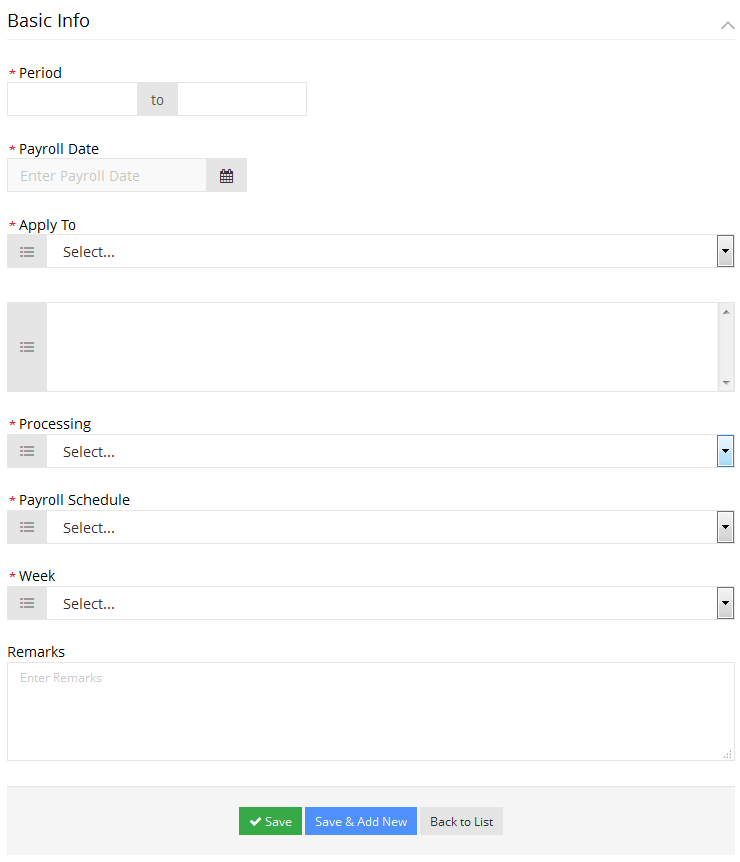 Basic Info
* Period
to
* Payroll Date
Enter Payroll Date
* Apply To
Select...
* Processing
Select...
* Payroll Schedule
Select...
* Week
Select...
Remarks
Enter Remarks
Save Save & Add New Back to List